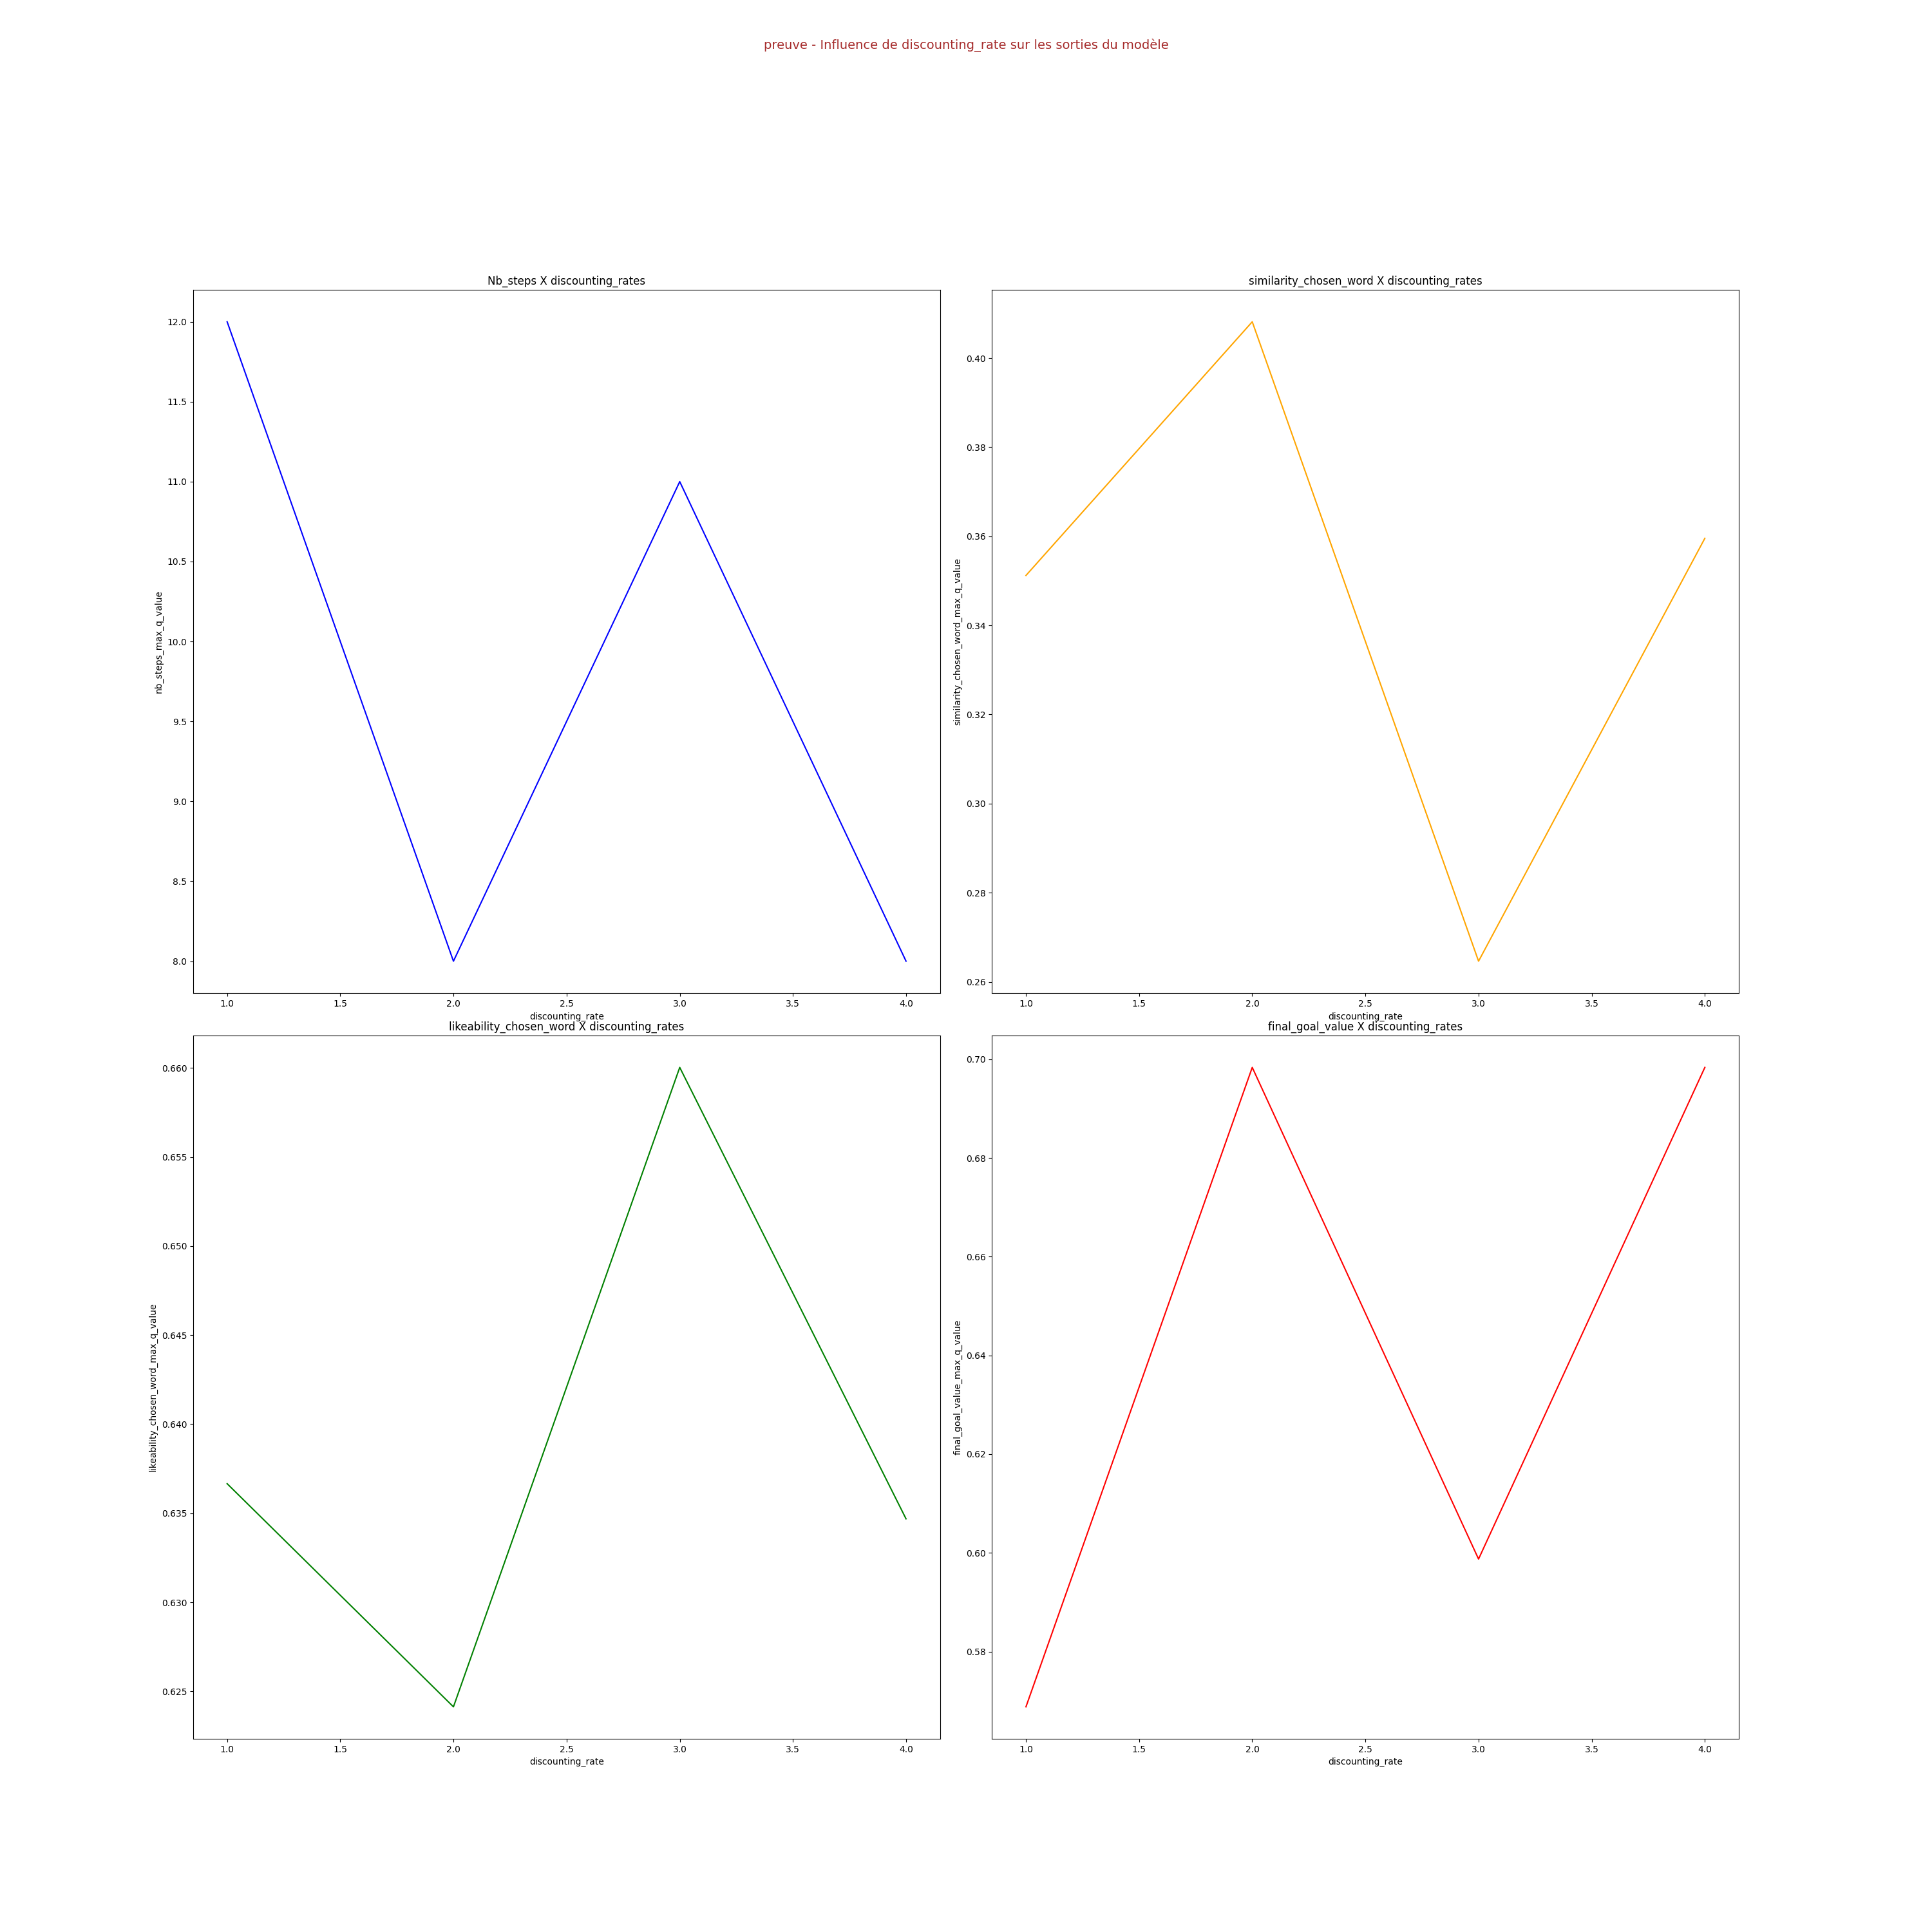 preuve - Influence de discounting_rate sur les sorties du modèle
Nb_steps X discounting_rates
nb_steps_max_q_value
12.0
11.5
11.0
10.5
10.0
9.5
9.0
8.5
8.0
1.0 1.5 2.0 2.5 3.0 3.5 4.0
discounting_rate
similarity_chosen_word X discounting_rates
similarity_chosen_word_max_q_value
0.40
0.38
0.36
0.34
0.32
0.30
0.28
0.26
1.0 1.5 2.0 2.5 3.0 3.5 4.0
discounting_rate
likeability_chosen_word X discounting_rates
likeability_chosen_word_max_q_value
0.660
0.655
0.650
0.645
0.640
0.635
0.630
0.625
1.0 1.5 2.0 2.5 3.0 3.5 4.0
discounting_rate
final_goal_value X discounting_rates
final_goal_value_max_q_value
0.70
0.68
0.66
0.64
0.62
0.60
0.58
1.0 1.5 2.0 2.5 3.0 3.5 4.0
discounting_rate